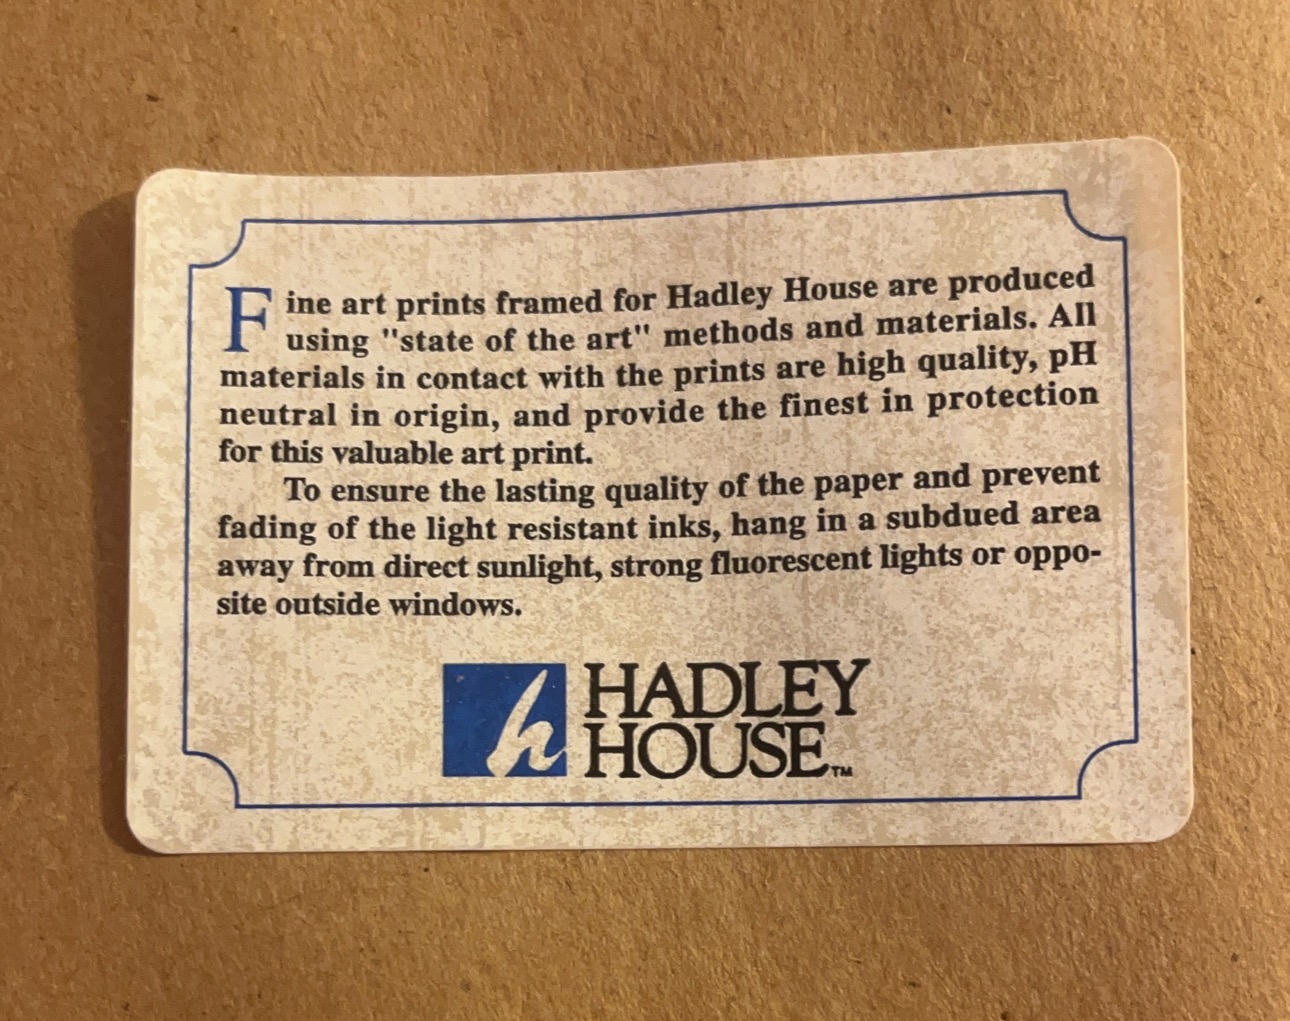 Fine art prints framed for Hadley House are produced
using "state of the art" methods and materials. All
materials in contact with the prints are high quality, pH
neutral in origin, and provide the finest in protection
for this valuable art print.
To ensure the lasting quality of the paper and prevent
fading of the light resistant inks, hang in a subdued area
away from direct sunlight, strong fluorescent lights or oppo-
site outside windows.
h
HADLEY
HOUSE™